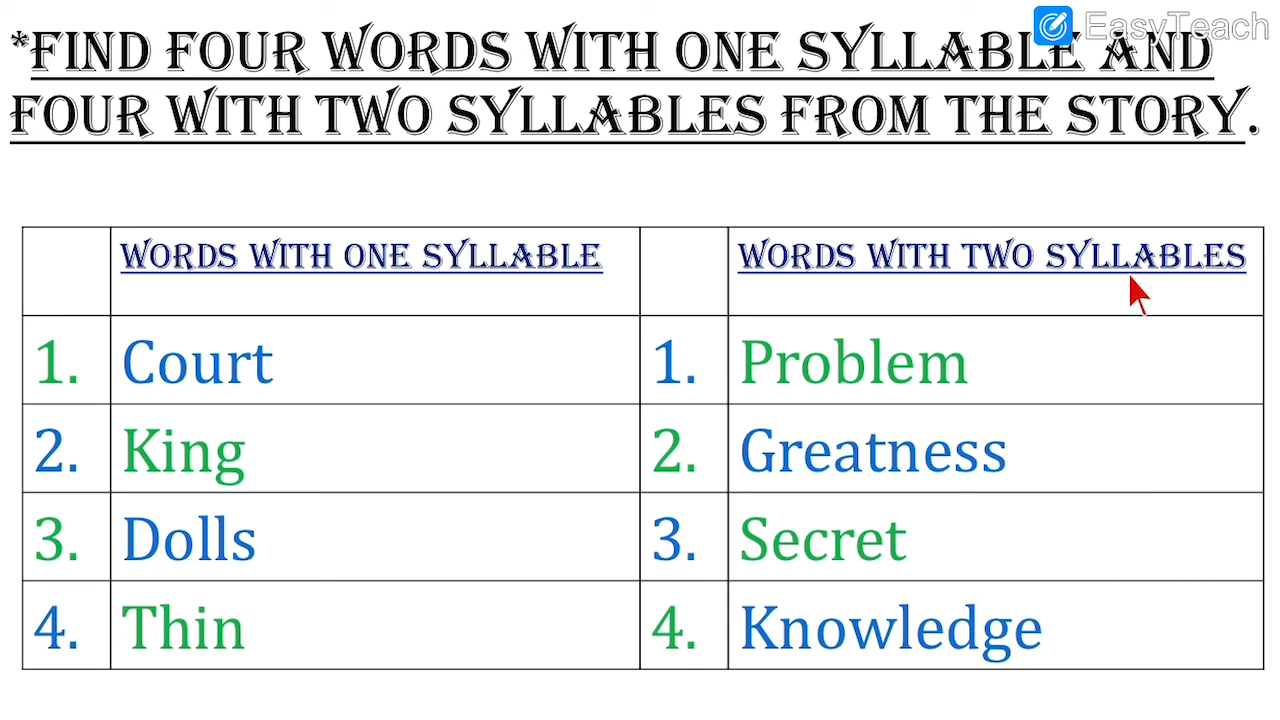 EasyTeach
*FIND FOUR WORDS WITH ONE SYLLABLE AND
FOUR WITH TWO SYLLABLES FROM THE STORY.
WORDS WITH ONE SYLLABLE WORDS WITH TWO SYLLABLES
1. Court 1. Problem
2. King 2. Greatness
3. Dolls 3. Secret
4. Thin 4. Knowledge